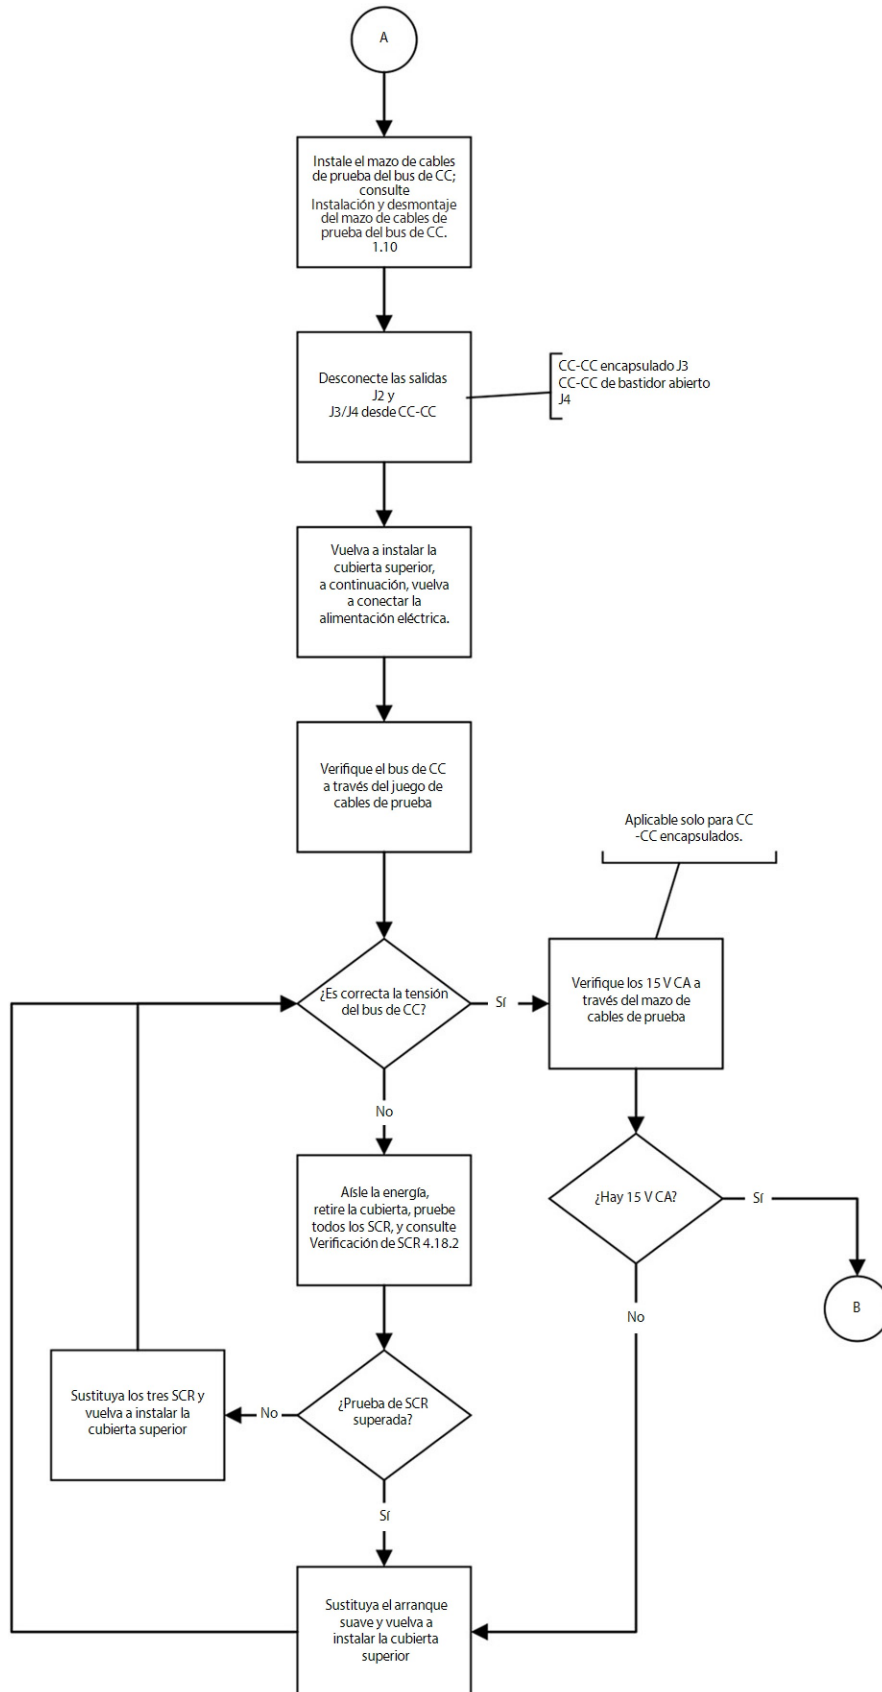 A
Instale el mazo de cables
de prueba del bus de CC;
consulte
Instalación y desmontaje
del mazo de cables de
prueba del bus de CC.
1.10
Desconecte las salidas
J2 y
J3/J4 desde CC-CC
CC-CC encapsulado J3
CC-CC de bastidor abierto
J4
Vuelva a instalar la
cubierta superior,
a continuación, vuelva
a conectar la
alimentación eléctrica.
Verifique el bus de CC
a través del juego de
cables de prueba
Aplicable solo para CC
-CC encapsulados.
¿Es correcta la tensión
del bus de CC?
Sí
Verifique los 15 V CA a
través del mazo de
cables de prueba
No
Aísle la energía,
retire la cubierta, pruebe
todos los SCR, y consulte
Verificación de SCR 4.18.2
¿Hay 15 V CA?
Sí
B
No
Sustituya los tres SCR y
vuelva a instalar la
cubierta superior
No
¿Prueba de SCR
superada?
Sí
Sustituya el arranque
suave y vuelva a
instalar la cubierta
superior